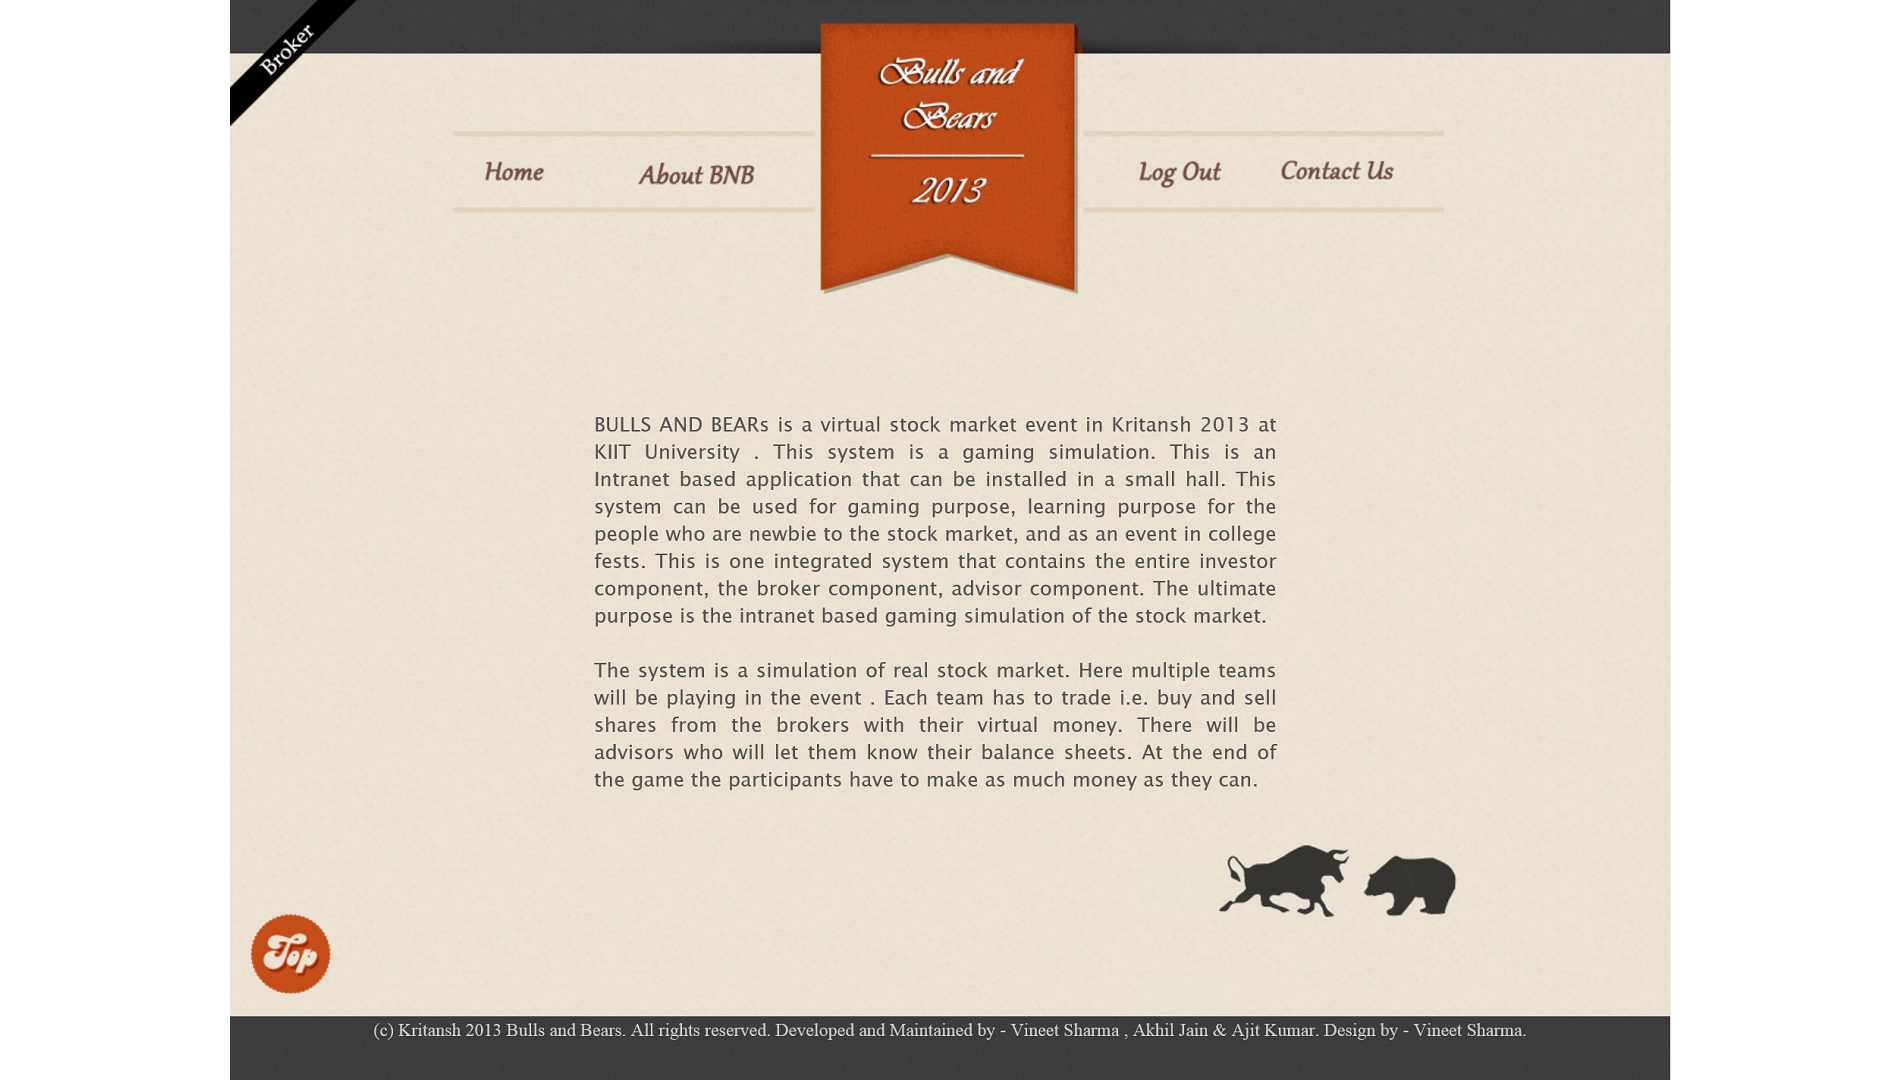 Broker
Bulls and
Bears
2013
Home
About BNB
Log Out
Contact Us
BULLS AND BEARs is a virtual stock market event in Kritansh 2013 at
KIIT University . This system is a gaming simulation. This is an
Intranet based application that can be installed in a small hall. This
system can be used for gaming purpose, learning purpose for the
people who are newbie to the stock market, and as an event in college
fests. This is one integrated system that contains the entire investor
component, the broker component, advisor component. The ultimate
purpose is the intranet based gaming simulation of the stock market.
The system is a simulation of real stock market. Here multiple teams
will be playing in the event . Each team has to trade i.e. buy and sell
shares from the brokers with their virtual money. There will be
advisors who will let them know their balance sheets. At the end of
the game the participants have to make as much money as they can.
Top
(c) Kritansh 2013 Bulls and Bears. All rights reserved. Developed and Maintained by - Vineet Sharma , Akhil Jain & Ajit Kumar. Design by - Vineet Sharma.